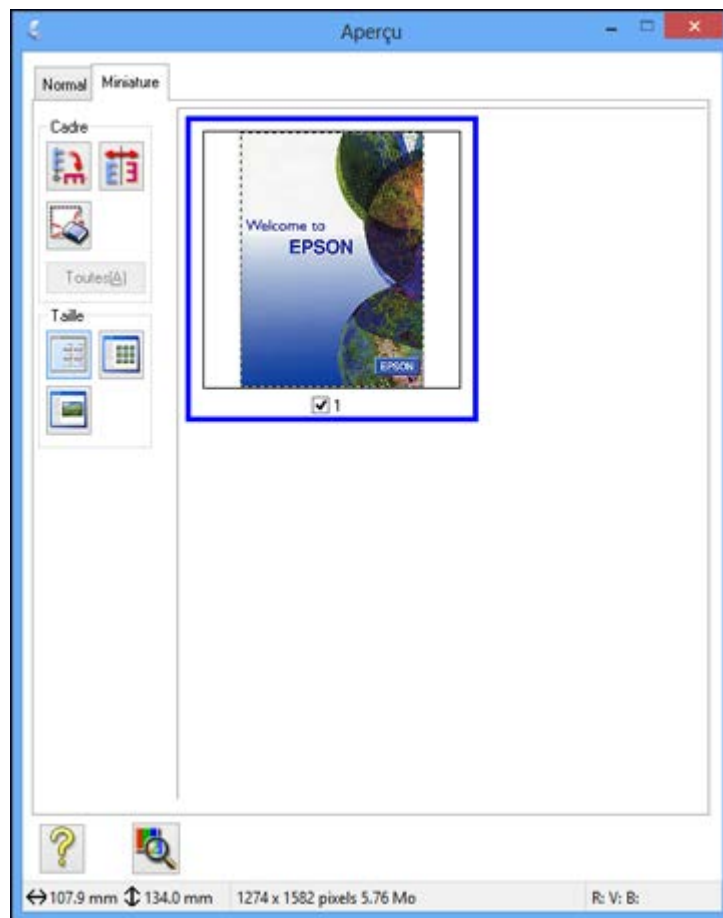 Aperçu
Normal Miniature
Cadre
Toutes(A)
Taille
Welcome to
EPSON
EPSON
1
107.9 mm 134.0 mm 1274 x 1582 pixels 5.76 Mo R: V: B: